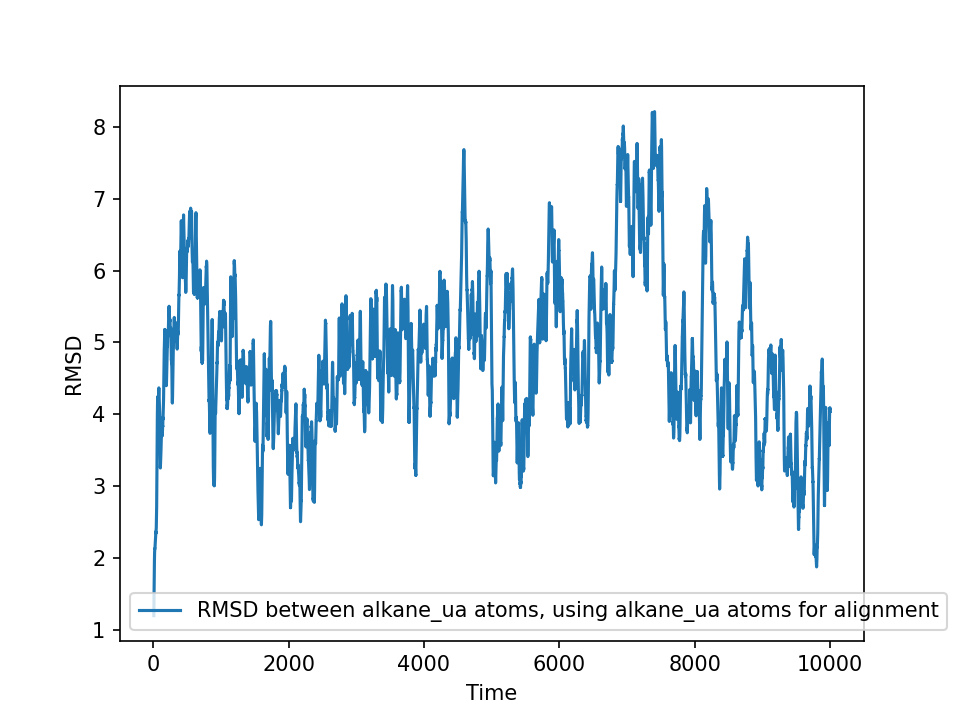 8
7
6
5
4
3
2
1
RMSD
RMSD between alkane_ua atoms, using alkane_ua atoms for alignment
0 2000 4000 6000 8000 10000
Time